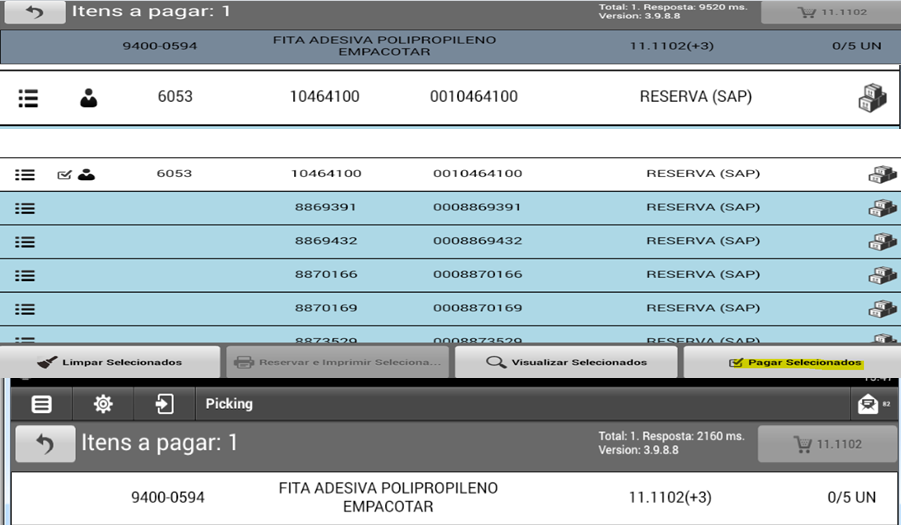 Itens a pagar: 1
Total: 1. Resposta: 9520 ms.
Version: 3.9.8.8
11.1102
9400-0594 FITA ADESIVA POLIPROPILENO EMPACOTAR 11.1102(+3) 0/5 UN
6053 10464100 0010464100 RESERVA (SAP)
6053 10464100 0010464100 RESERVA (SAP)
8869391 0008869391 RESERVA (SAP)
8869432 0008869432 RESERVA (SAP)
8870166 0008870166 RESERVA (SAP)
8870169 0008870169 RESERVA (SAP)
8873529 0008873529 RESERVA (SAP)
Limpar Selecionados
Reservar e Imprimir Seleciona...
Visualizar Selecionados
Pagar Selecionados
Picking
82
Itens a pagar: 1
Total: 1. Resposta: 2160 ms.
Version: 3.9.8.8
11.1102
9400-0594 FITA ADESIVA POLIPROPILENO EMPACOTAR 11.1102(+3) 0/5 UN